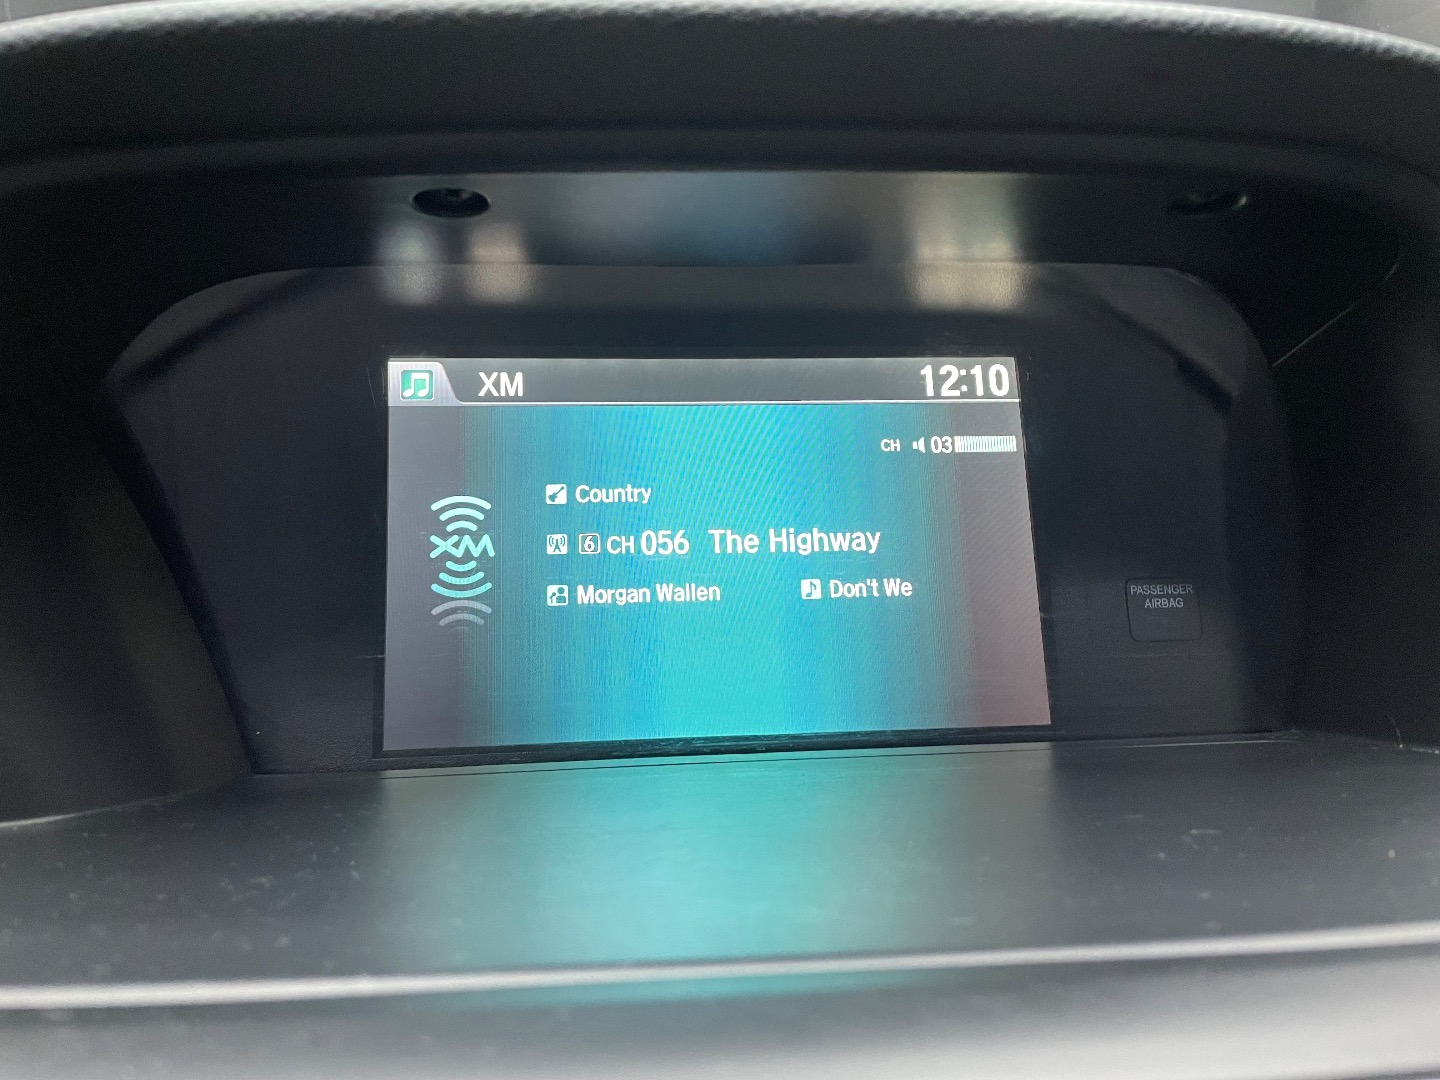 XM 12:10
CH 03
Country
XM
6 CH 056 The Highway
Morgan Wallen Don't We
PASSENGER
AIRBAG